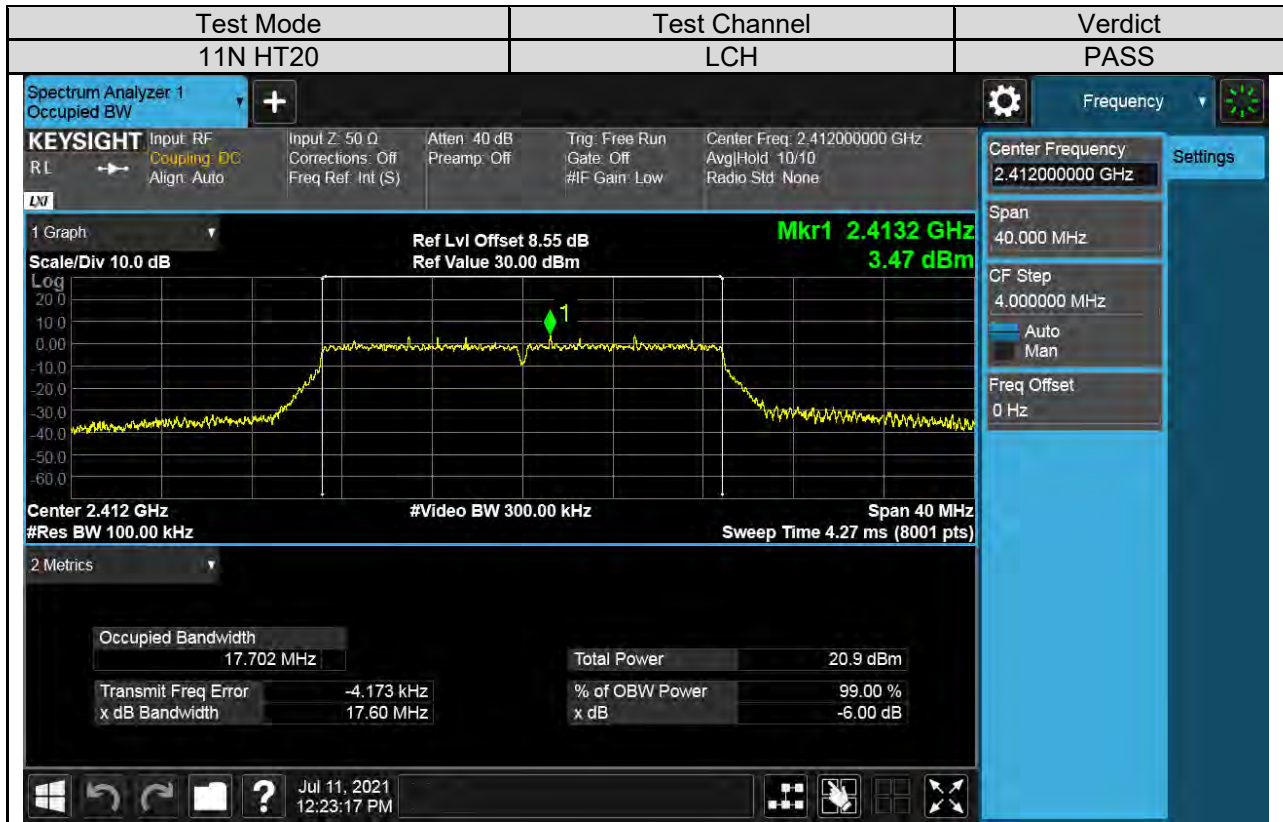 Test Mode Test Channel Verdict
11N HT20 LCH PASS
Spectrum Analyzer 1
Occupied BW
+
Frequency
KEYSIGHT Input: RF Input Z: 50 Ω Atten: 40 dB Trig: Free Run Center Freq: 2.412000000 GHz
RL Coupling: DC Corrections: Off Preamp: Off Gate: Off Avg|Hold: 10/10
Align: Auto Freq Ref: Int (S) #IF Gain: Low Radio Std: None
LXI
Center Frequency
2.412000000 GHz
Settings
Span
40.000 MHz
CF Step
4.000000 MHz
Auto
Man
Freq Offset
0 Hz
1 Graph Ref Lvl Offset 8.55 dB Mkr1 2.4132 GHz
Scale/Div 10.0 dB Ref Value 30.00 dBm 3.47 dBm
Log
20.0
10.0
0.00
-10.0
-20.0
-30.0
-40.0
-50.0
-60.0
1
Center 2.412 GHz #Video BW 300.00 kHz Span 40 MHz
#Res BW 100.00 kHz Sweep Time 4.27 ms (8001 pts)
2 Metrics
Occupied Bandwidth
17.702 MHz Total Power 20.9 dBm
Transmit Freq Error -4.173 kHz % of OBW Power 99.00 %
x dB Bandwidth 17.60 MHz x dB -6.00 dB
?
Jul 11, 2021
12:23:17 PM